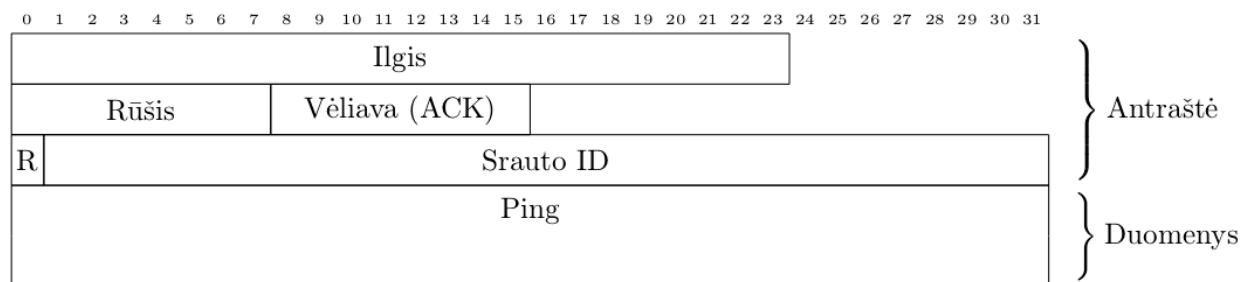 0 1 2 3 4 5 6 7 8 9 10 11 12 13 14 15 16 17 18 19 20 21 22 23 24 25 26 27 28 29 30 31
Ilgis
Rūšis Vėliava (ACK) Antraštė
R Srauto ID
Ping
Duomenys